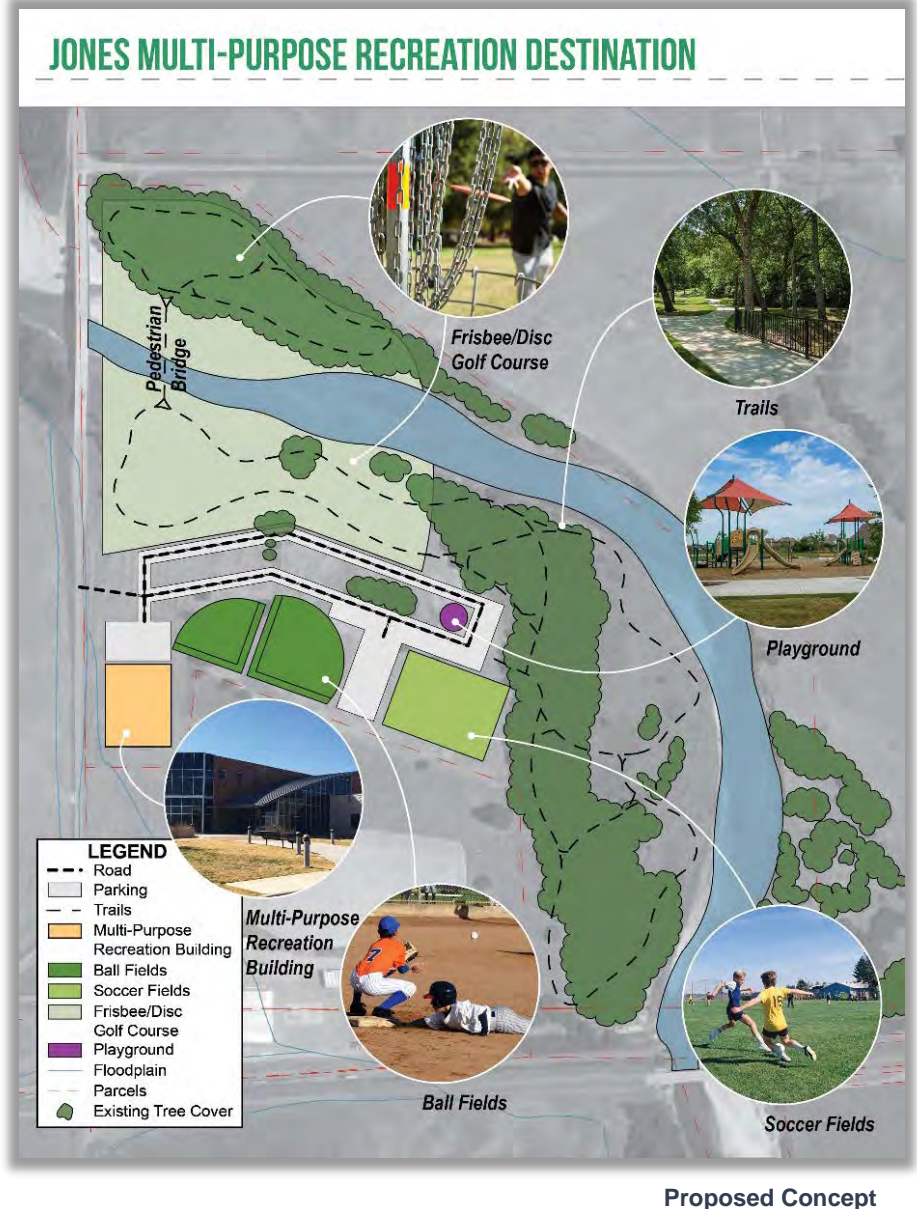 JONES MULTI-PURPOSE RECREATION DESTINATION
Pedestrian
Bridge
Frisbee/Disc
Golf Course
Trails
Playground
Multi-Purpose
Recreation
Building
Ball Fields
Soccer Fields
LEGEND
Road
Parking
Trails
Multi-Purpose
Recreation Building
Ball Fields
Soccer Fields
Frisbee/Disc
Golf Course
Playground
Floodplain
Parcels
Existing Tree Cover
7
15
Proposed Concept